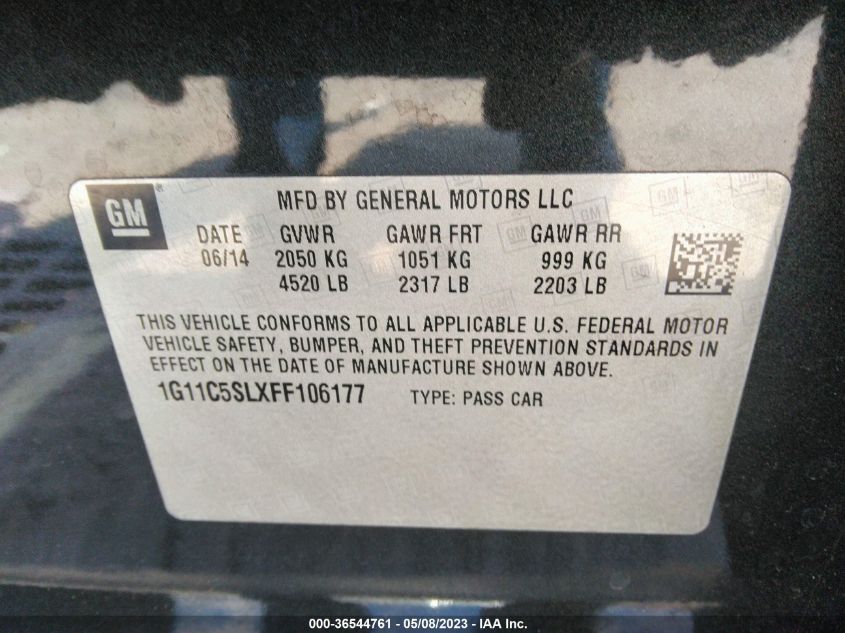 GM ®
MFD BY GENERAL MOTORS LLC
DATE GVWR GAWR FRT GAWR RR
06/14 2050 KG 1051 KG 999 KG
4520 LB 2317 LB 2203 LB
THIS VEHICLE CONFORMS TO ALL APPLICABLE U.S. FEDERAL MOTOR
VEHICLE SAFETY, BUMPER, AND THEFT PREVENTION STANDARDS IN
EFFECT ON THE DATE OF MANUFACTURE SHOWN ABOVE.
1G11C5SLXFF106177 TYPE: PASS CAR
000-36544761 - 05/08/2023 - IAA Inc.